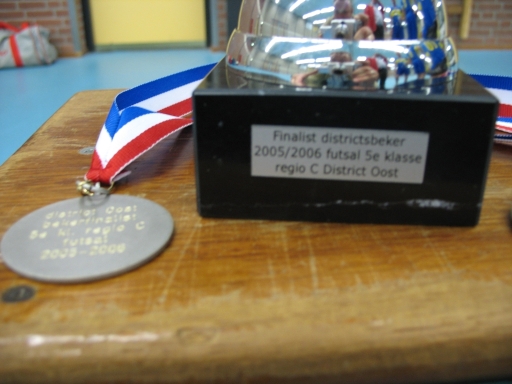 Finalist districtsbeker
2005/2006 futsal 5e klasse
regio C District Oost
district Oost
bekerfinalist
5e kl. regio C
futsal
2005-2006